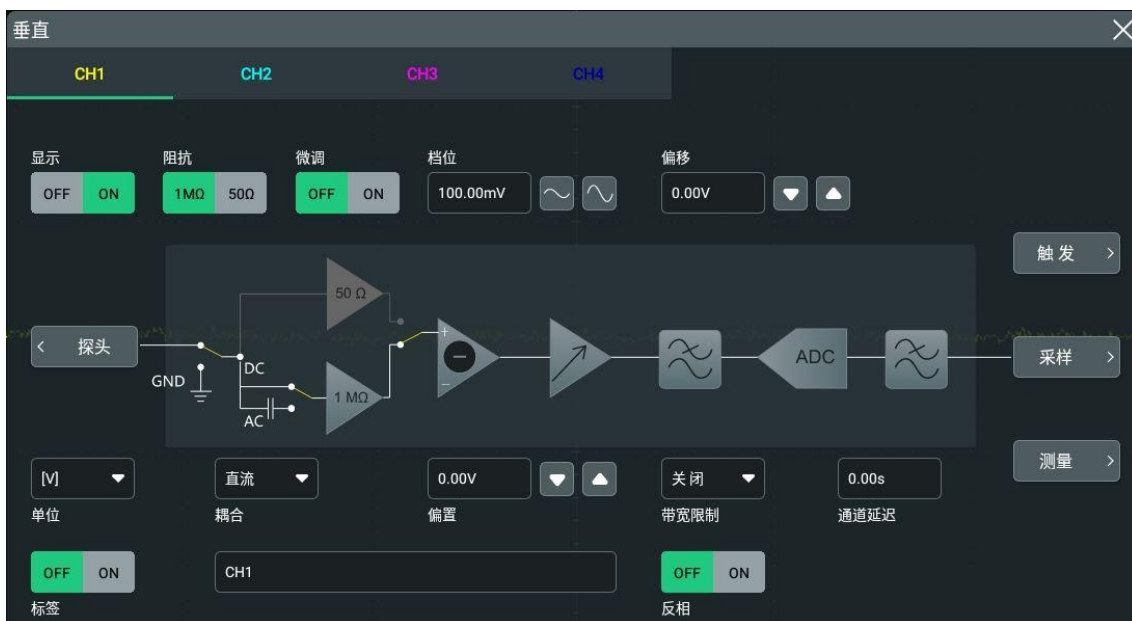 垂直
CH1 CH2 CH3 CH4
显示 阻抗 微调 档位 偏移
OFF ON 1MΩ 50Ω OFF ON 100.00mV 0.00V
触发
50 Ω
探头
GND
DC
AC
1 MΩ
+
−
−
ADC
采样
测量
[V] 直流 0.00V 关闭 0.00s
单位 耦合 偏置 带宽限制 通道延迟
OFF ON CH1 OFF ON
标签 反相